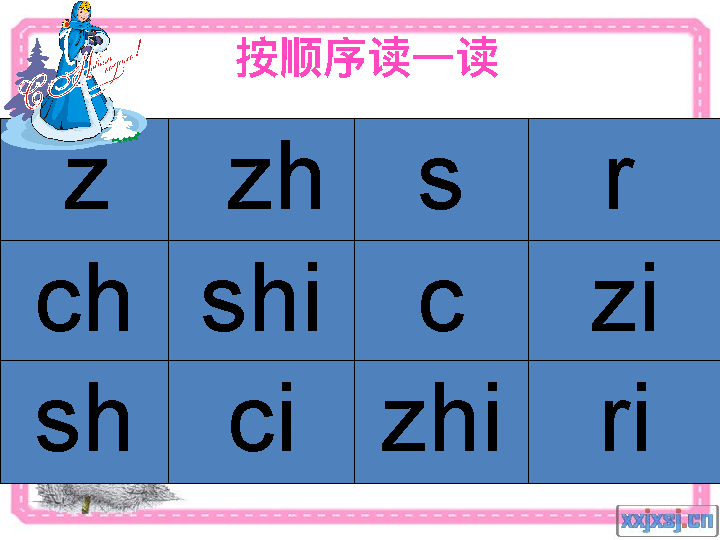 按顺序读一读
z zh s r
ch shi c zi
sh ci zhi ri
xxjxsj.cn